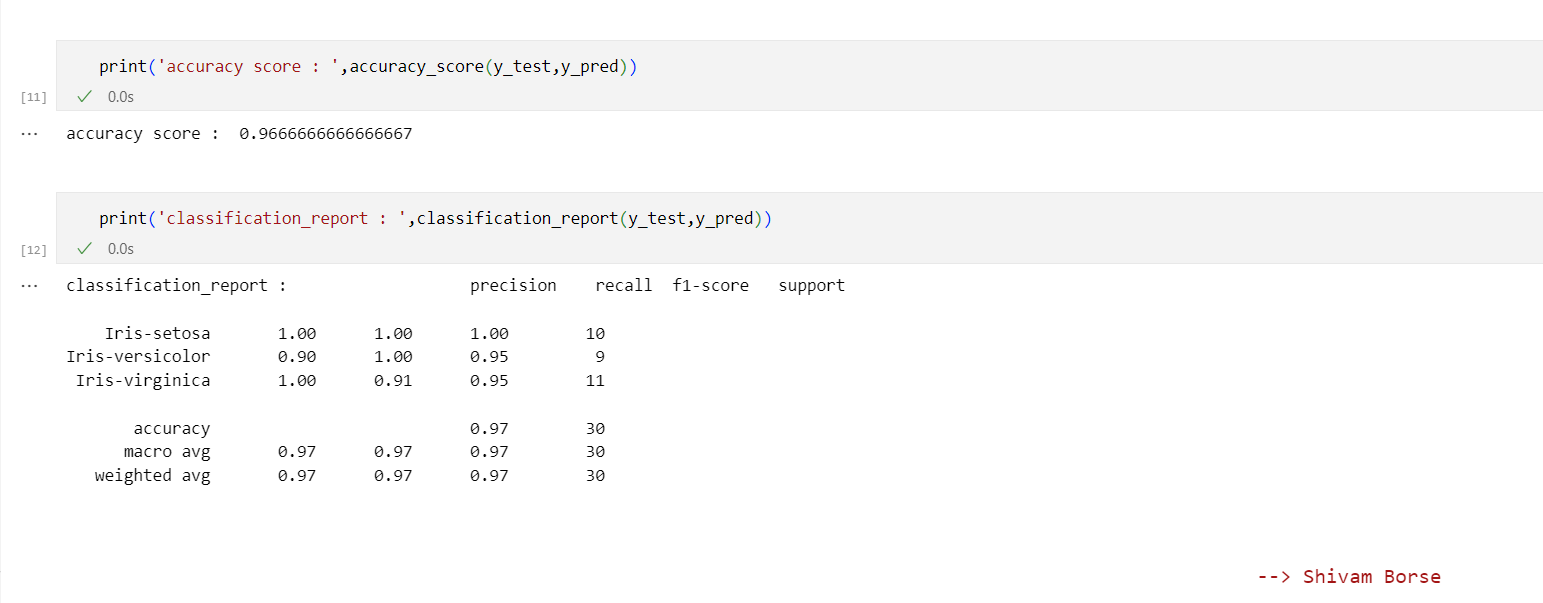 print('accuracy score : ',accuracy_score(y_test,y_pred))
[11] ✓ 0.0s
... accuracy score :  0.9666666666666667
print('classification_report : ',classification_report(y_test,y_pred))
[12] ✓ 0.0s
... classification_report :                    precision    recall  f1-score   support
Iris-setosa       1.00      1.00      1.00        10
Iris-versicolor       0.90      1.00      0.95         9
Iris-virginica       1.00      0.91      0.95        11
accuracy                           0.97        30
macro avg       0.97      0.97      0.97        30
weighted avg       0.97      0.97      0.97        30
--> Shivam Borse